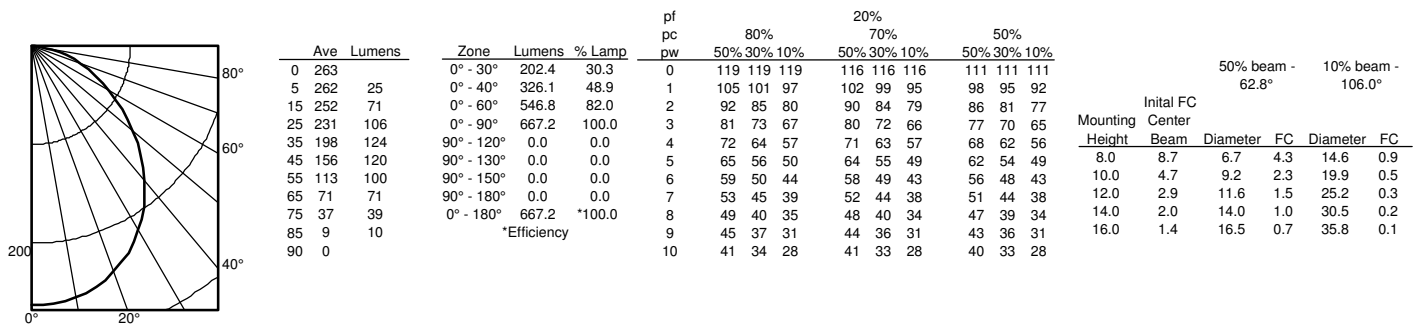 80°
60°
40°
200
0° 20°
Ave Lumens
0 263
5 262 25
15 252 71
25 231 106
35 198 124
45 156 120
55 113 100
65 71 71
75 37 39
85 9 10
90 0
Zone Lumens % Lamp
0° - 30° 202.4 30.3
0° - 40° 326.1 48.9
0° - 60° 546.8 82.0
0° - 90° 667.2 100.0
90° - 120° 0.0 0.0
90° - 130° 0.0 0.0
90° - 150° 0.0 0.0
90° - 180° 0.0 0.0
0° - 180° 667.2 *100.0
*Efficiency
pf 20%
pc 80% 70% 50%
pw 50% 30% 10% 50% 30% 10% 50% 30% 10%
0 119 119 119 116 116 116 111 111 111
1 105 101 97 102 99 95 98 95 92
2 92 85 80 90 84 79 86 81 77
3 81 73 67 80 72 66 77 70 65
4 72 64 57 71 63 57 68 62 56
5 65 56 50 64 55 49 62 54 49
6 59 50 44 58 49 43 56 48 43
7 53 45 39 52 44 38 51 44 38
8 49 40 35 48 40 34 47 39 34
9 45 37 31 44 36 31 43 36 31
10 41 34 28 41 33 28 40 33 28
50% beam - 10% beam -
62.8° 106.0°
Inital FC
Mounting Center
Height Beam Diameter FC Diameter FC
8.0 8.7 6.7 4.3 14.6 0.9
10.0 4.7 9.2 2.3 19.9 0.5
12.0 2.9 11.6 1.5 25.2 0.3
14.0 2.0 14.0 1.0 30.5 0.2
16.0 1.4 16.5 0.7 35.8 0.1